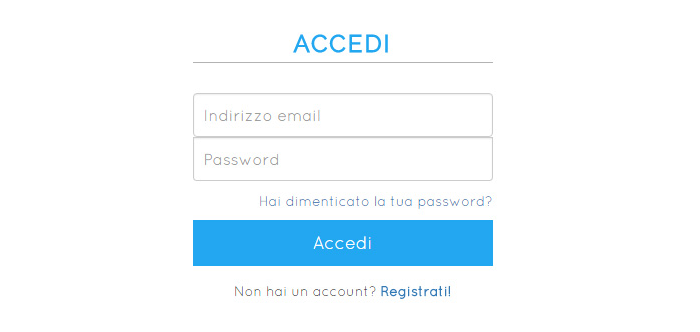 ACCEDI
Indirizzo email
Password
Hai dimenticato la tua password?
Accedi
Non hai un account? Registrati!